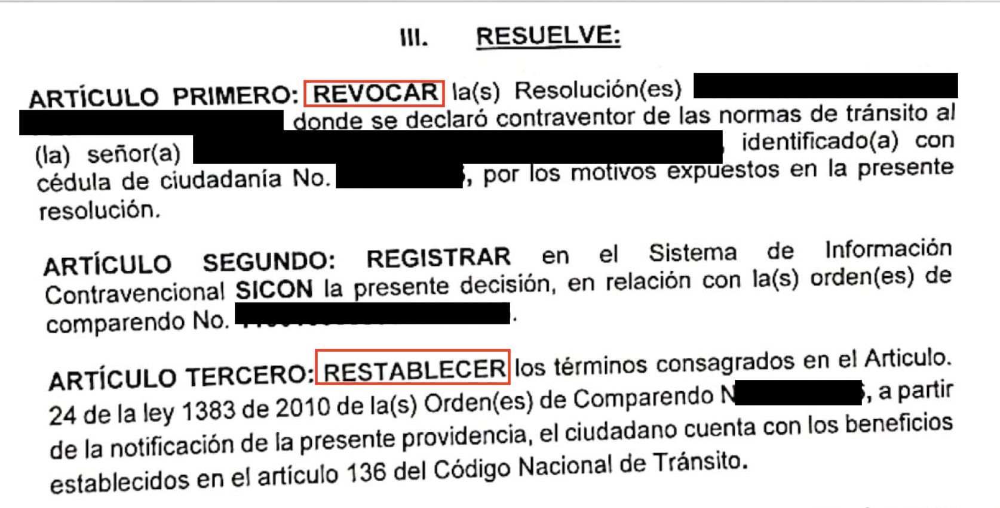 III. RESUELVE:
ARTÍCULO PRIMERO: REVOCAR la(s) Resolución(es)
donde se declaró contraventor de las normas de tránsito al
(la) señor(a) , identificado(a) con
cédula de ciudadanía No. , por los motivos expuestos en la presente
resolución.
ARTÍCULO SEGUNDO: REGISTRAR en el Sistema de Información
Contravencional SICON la presente decisión, en relación con la(s) orden(es) de
comparendo No. .
ARTÍCULO TERCERO: RESTABLECER los términos consagrados en el Articulo.
24 de la ley 1383 de 2010 de la(s) Orden(es) de Comparendo N , a partir
de la notificación de la presente providencia, el ciudadano cuenta con los beneficios
establecidos en el artículo 136 del Código Nacional de Tránsito.